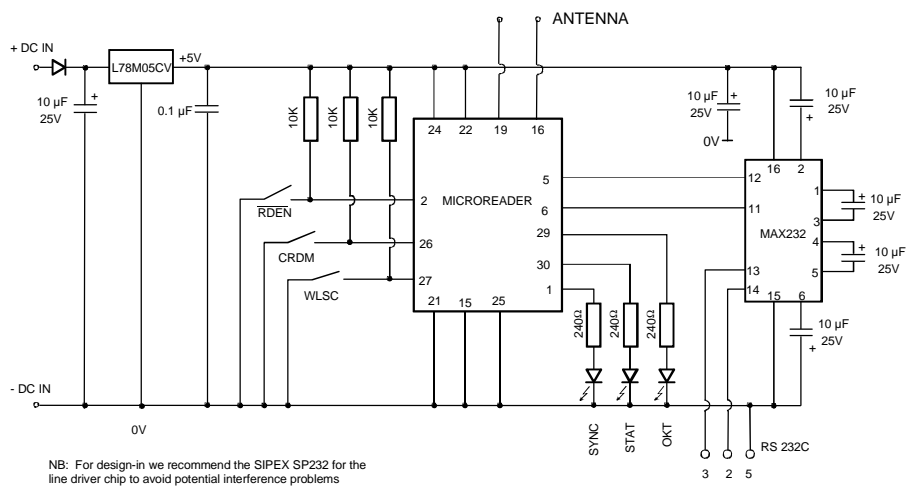 ANTENNA
+ DC IN
L78M05CV
+5V
10 µF
25V
+
0.1 µF
10K
10K
10K
24
22
19
16
10 µF
25V
+
0V
10 µF
25V
+
16
2
MICROREADER
2
26
27
5
6
29
30
1
21
15
25
RDEN
CRDM
WLSC
12
11
13
14
MAX232
1
3
4
5
15
6
+
10 µF
25V
+
10 µF
25V
10 µF
25V
+
240Ω
240Ω
240Ω
- DC IN
0V
SYNC
STAT
OKT
RS 232C
3
2
5
NB: For design-in we recommend the SIPEX SP232 for the
line driver chip to avoid potential interference problems